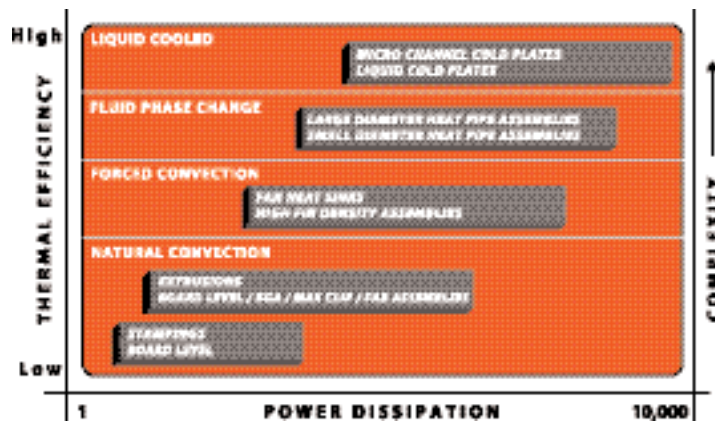 High
LIQUID COOLED
MICRO CHANNEL COLD PLATES
LIQUID COLD PLATES
FLUID PHASE CHANGE
LARGE DIAMETER HEAT PIPE ASSEMBLIES
SMALL DIAMETER HEAT PIPE ASSEMBLIES
FORCED CONVECTION
FAN HEAT SINKS
HIGH FIN DENSITY ASSEMBLIES
NATURAL CONVECTION
EXTRUSIONS
BOARD LEVEL / BGA / MAX CLIP / FAB ASSEMBLIES
STAMPINGS
BOARD LEVEL
Low
THERMAL EFFICIENCY
COMPLEXITY
1 POWER DISSIPATION 10,000